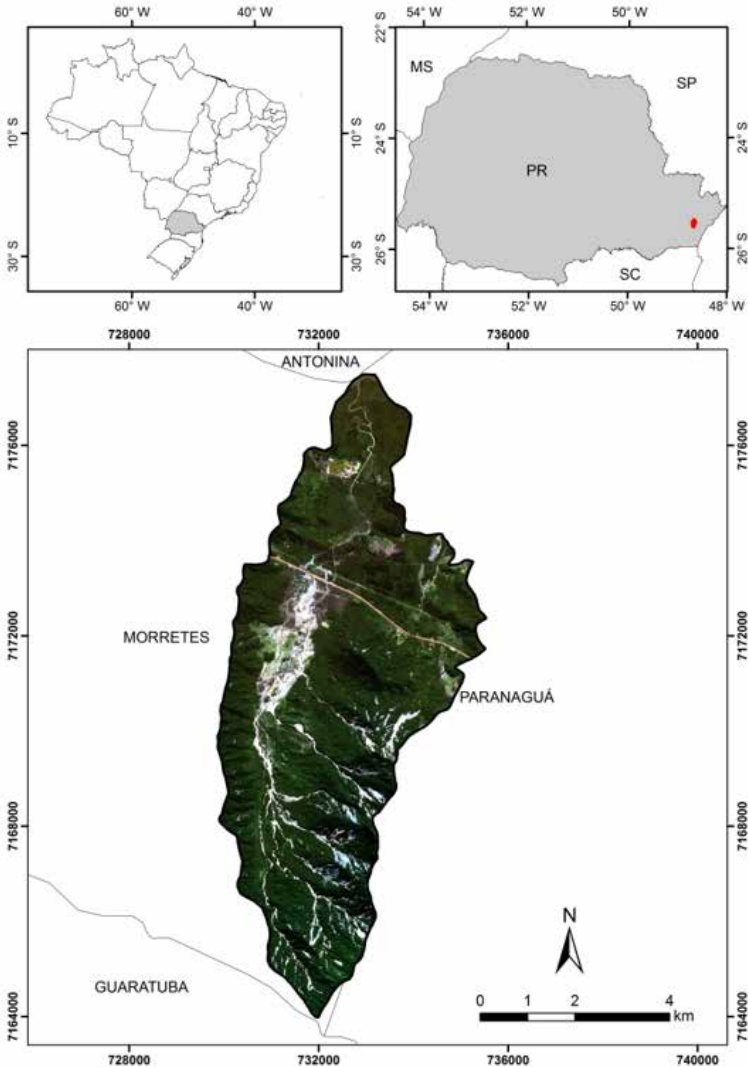 60° W 40° W
10° S
30° S
10° S
30° S
60° W 40° W
54° W 52° W 50° W
22° S
24° S
26° S
24° S
26° S
MS
SP
PR
SC
54° W 52° W 50° W 48° W
728000 732000 736000 740000
ANTONINA
7176000
7176000
MORRETES
7172000
7172000
PARANAGUÁ
7168000
7168000
N
GUARATUBA
0 1 2 4
km
7164000
7164000
728000 732000 736000 740000